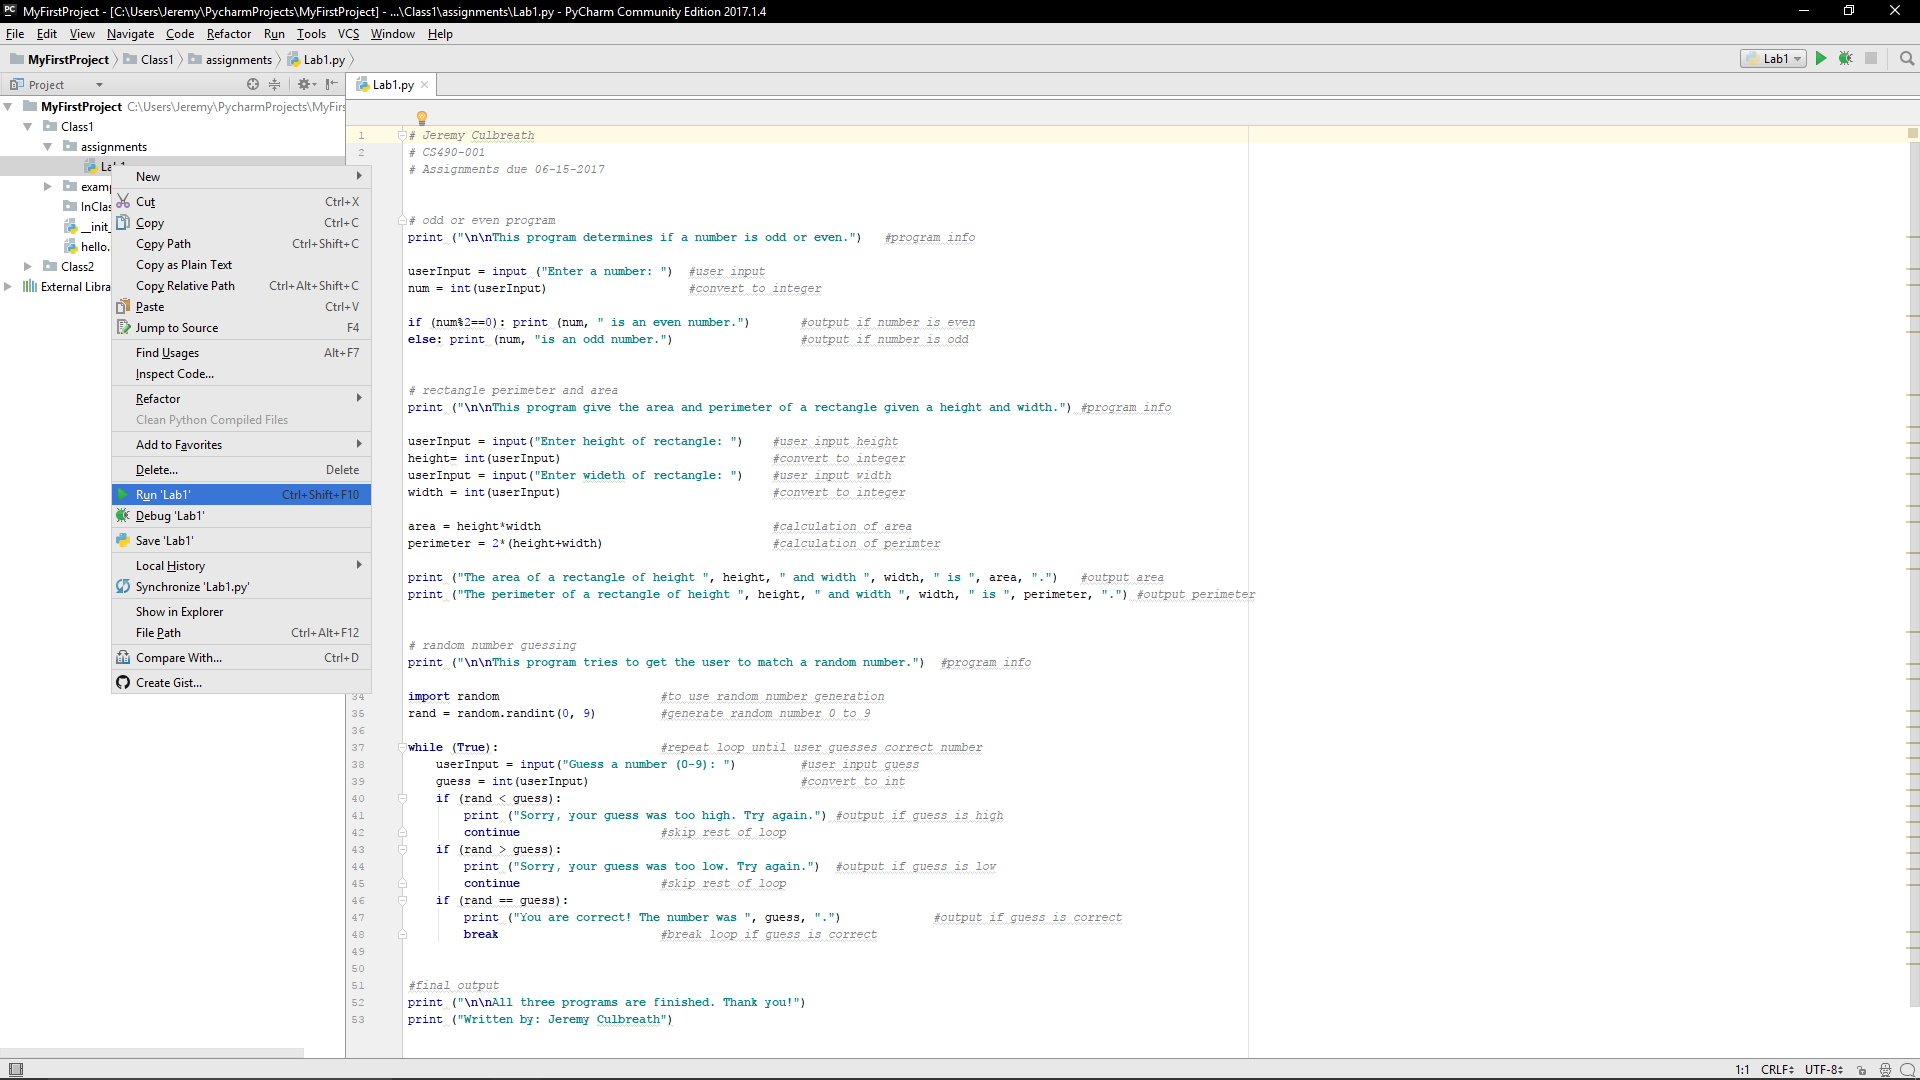 MyFirstProject - [C:\Users\Jeremy\PycharmProjects\MyFirstProject] - ...\Class1\assignments\Lab1.py - PyCharm Community Edition 2017.1.4
File Edit View Navigate Code Refactor Run Tools VCS Window Help
MyFirstProject Class1 assignments Lab1.py Lab1
Project
Lab1.py
MyFirstProject C:\Users\Jeremy\PycharmProjects\MyFirs
Class1
assignments
Lab1
exam
InClas
__init_
hello.
Class2
External Libra
New
Cut Ctrl+X
Copy Ctrl+C
Copy Path Ctrl+Shift+C
Copy as Plain Text
Copy Relative Path Ctrl+Alt+Shift+C
Paste Ctrl+V
Jump to Source F4
Find Usages Alt+F7
Inspect Code...
Refactor
Clean Python Compiled Files
Add to Favorites
Delete... Delete
Run 'Lab1' Ctrl+Shift+F10
Debug 'Lab1'
Save 'Lab1'
Local History
Synchronize 'Lab1.py'
Show in Explorer
File Path Ctrl+Alt+F12
Compare With... Ctrl+D
Create Gist...
1 # Jeremy Culbreath
2 # CS490-001
# Assignments due 06-15-2017
# odd or even program
print ("\n\nThis program determines if a number is odd or even.") #program info
userInput = input ("Enter a number: ") #user input
num = int(userInput) #convert to integer
if (num%2==0): print (num, " is an even number.") #output if number is even
else: print (num, "is an odd number.") #output if number is odd
# rectangle perimeter and area
print ("\n\nThis program give the area and perimeter of a rectangle given a height and width.") #program info
userInput = input("Enter height of rectangle: ") #user input height
height= int(userInput) #convert to integer
userInput = input("Enter wideth of rectangle: ") #user input width
width = int(userInput) #convert to integer
area = height*width #calculation of area
perimeter = 2*(height+width) #calculation of perimter
print ("The area of a rectangle of height ", height, " and width ", width, " is ", area, ".") #output area
print ("The perimeter of a rectangle of height ", height, " and width ", width, " is ", perimeter, ".") #output perimeter
# random number guessing
print ("\n\nThis program tries to get the user to match a random number.") #program info
34 import random #to use random number generation
35 rand = random.randint(0, 9) #generate random number 0 to 9
36
37 while (True): #repeat loop until user guesses correct number
38 userInput = input("Guess a number (0-9): ") #user input guess
39 guess = int(userInput) #convert to int
40 if (rand < guess):
41 print ("Sorry, your guess was too high. Try again.") #output if guess is high
42 continue #skip rest of loop
43 if (rand > guess):
44 print ("Sorry, your guess was too low. Try again.") #output if guess is low
45 continue #skip rest of loop
46 if (rand == guess):
47 print ("You are correct! The number was ", guess, ".") #output if guess is correct
48 break #break loop if guess is correct
49
50
51 #final output
52 print ("\n\nAll three programs are finished. Thank you!")
53 print ("Written by: Jeremy Culbreath")
1:1 CRLF UTF-8